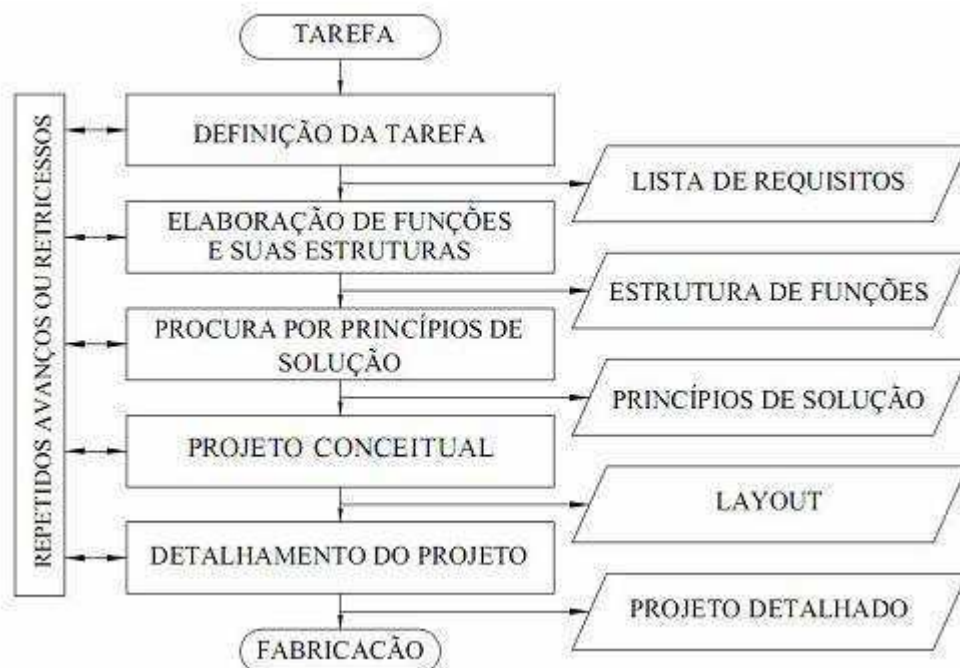 TAREFA
REPETIDOS AVANÇOS OU RETRICESSOS
DEFINIÇÃO DA TAREFA
LISTA DE REQUISITOS
ELABORAÇÃO DE FUNÇÕES
E SUAS ESTRUTURAS
ESTRUTURA DE FUNÇÕES
PROCURA POR PRINCÍPIOS DE
SOLUÇÃO
PRINCÍPIOS DE SOLUÇÃO
PROJETO CONCEITUAL
LAYOUT
DETALHAMENTO DO PROJETO
PROJETO DETALHADO
FABRICACÃO